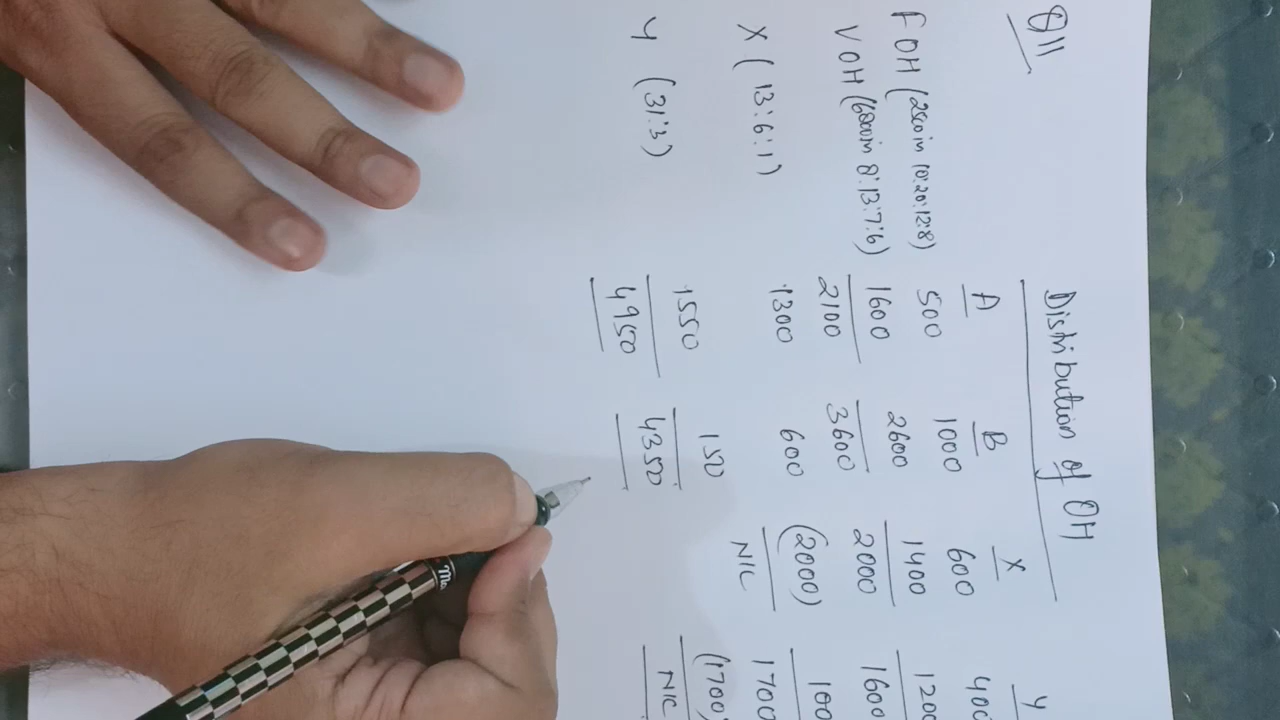 Q11
Distribution of OH
A B X Y
FOH (2500 in 10:20:12:8) 500 1000 600 400
VOH (6800 in 8:13:7:6) 1600 2600 1400 1200
2100 3600 2000 1600
X (13:6:1) 1300 600 (2000) 100
NIL 1700
Y (31:3) 1550 150 (1700)
4950 4350 NIL